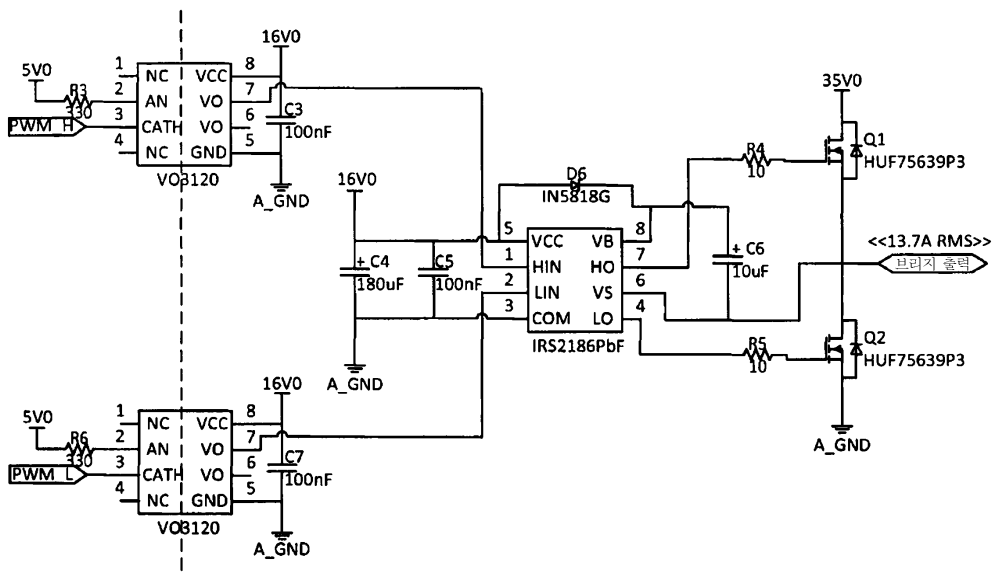 16V0
5V0
R3
330
PWM_H
1 NC VCC 8
2 AN VO 7
3 CATH VO 6
4 NC GND 5
VO3120
C3
100nF
A_GND
35V0
Q1
HUF75639P3
R4
10
16V0
D6
IN5818G
C4
180uF
C5
100nF
A_GND
5 VCC VB 8
1 HIN HO 7
2 LIN VS 6
3 COM LO 4
IRS2186PbF
+ C6
10uF
<<13.7A RMS>>
브리지 출력
R5
10
Q2
HUF75639P3
A_GND
16V0
5V0
R6
330
PWM_L
1 NC VCC 8
2 AN VO 7
3 CATH VO 6
4 NC GND 5
VO3120
C7
100nF
A_GND